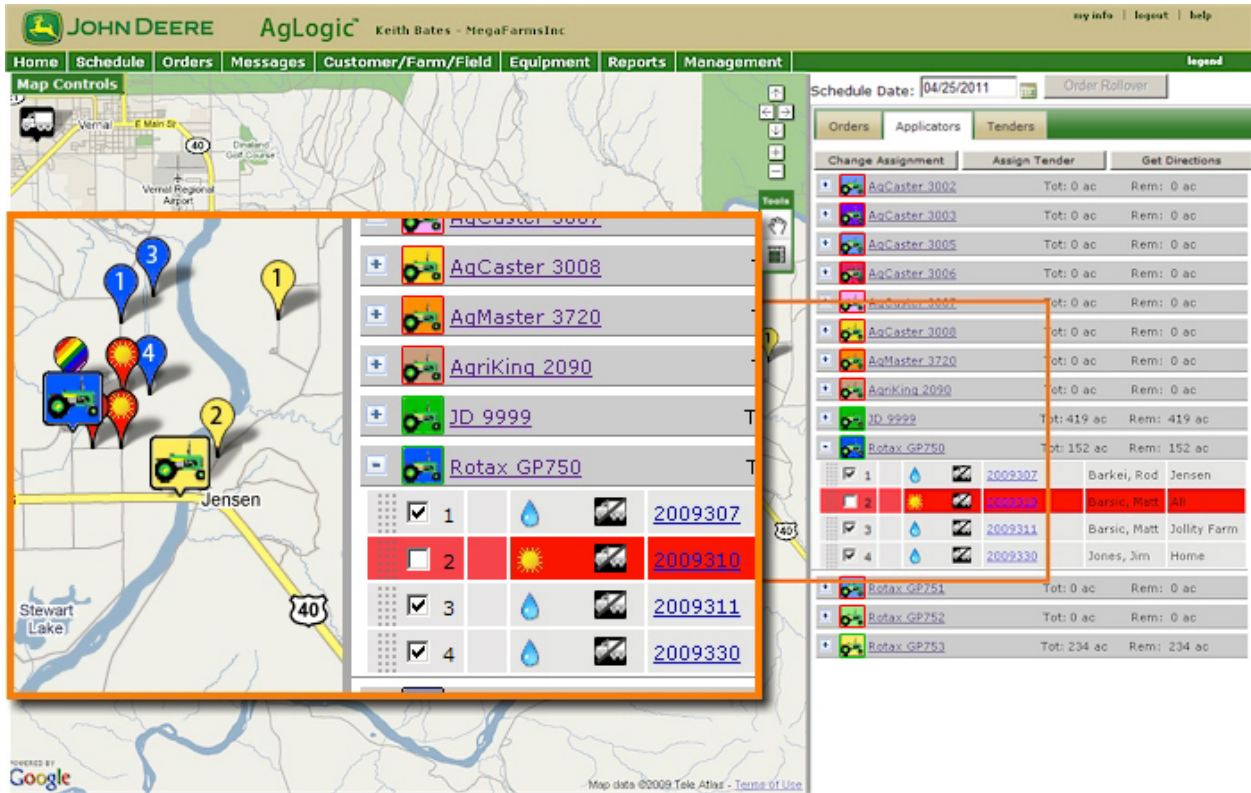 my info | logout | help
JOHN DEERE AgLogic™ Keith Bates - MegaFarmsInc
Home Schedule Orders Messages Customer/Farm/Field Equipment Reports Management legend
Map Controls
Schedule Date: 04/25/2011 Order Rollover
Vernal E Main St
40
Dinaland
Golf Course
Vernal Regional
Airport
Tools
Orders Applicators Tenders
Change Assignment Assign Tender Get Directions
AgCaster 3002 Tot: 0 ac Rem: 0 ac
AgCaster 3003 Tot: 0 ac Rem: 0 ac
AgCaster 3005 Tot: 0 ac Rem: 0 ac
AgCaster 3006 Tot: 0 ac Rem: 0 ac
AgCaster 3007 Tot: 0 ac Rem: 0 ac
AgCaster 3008 Tot: 0 ac Rem: 0 ac
AgMaster 3720 Tot: 0 ac Rem: 0 ac
AgriKing 2090 Tot: 0 ac Rem: 0 ac
JD 9999 Tot: 419 ac Rem: 419 ac
Rotax GP750 Tot: 152 ac Rem: 152 ac
1 2009307 Barkei, Rod Jensen
2 2009310 Barsic, Matt All
3 2009311 Barsic, Matt Jollity Farm
4 2009330 Jones, Jim Home
Rotax GP751 Tot: 0 ac Rem: 0 ac
Rotax GP752 Tot: 0 ac Rem: 0 ac
Rotax GP753 Tot: 234 ac Rem: 234 ac
3
1
1
4
2
Jensen
40
Stewart
Lake
AgCaster 3007
AgCaster 3008 T
AgMaster 3720 T
AgriKing 2090 T
JD 9999 T
Rotax GP750 T
1 2009307
2 2009310
3 2009311
4 2009330
1
40
POWERED BY
Google
Map data ©2009 Tele Atlas - Terms of Use